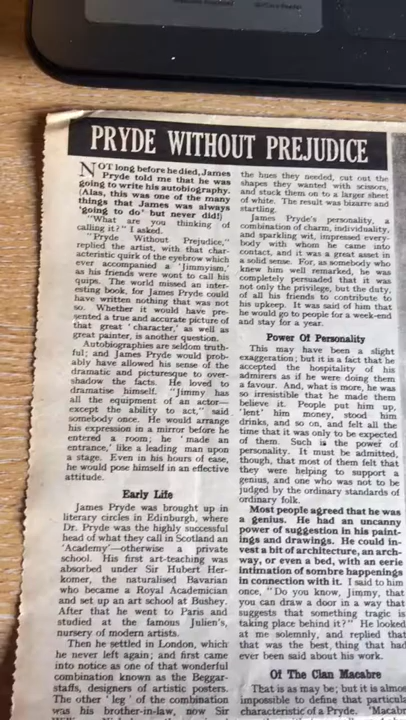 PRYDE WITHOUT PREJUDICE
NOT long before he died, James
Pryde told me that he was
going to write his autobiography.
(Alas, this was one of the many
things that James was always
'going to do' but never did!)
"What are you thinking of
calling it?" I asked.
"Pryde Without Prejudice,"
replied the artist, with that char-
acteristic quirk of the eyebrow which
ever accompanied a 'Jimmyism,'
as his friends were wont to call his
quips. The world missed an inter-
esting book, for James Pryde could
have written nothing that was not
so. Whether it would have pre-
sented a true and accurate picture of
that great 'character,' as well as
great painter, is another question.
Autobiographies are seldom truth-
ful; and James Pryde would prob-
ably have allowed his sense of the
dramatic and picturesque to over-
shadow the facts. He loved to
dramatise himself. "Jimmy has
all the equipment of an actor—
except the ability to act," said
somebody once. He would arrange
his expression in a mirror before he
entered a room; he 'made an
entrance,' like a leading man upon
a stage. Even in his hours of ease,
he would pose himself in an effective
attitude.
Early Life
James Pryde was brought up in
literary circles in Edinburgh, where
Dr. Pryde was the highly successful
head of what they call in Scotland an
'Academy'—otherwise a private
school. His first art-teaching was
absorbed under Sir Hubert Her-
komer, the naturalised Bavarian
who became a Royal Academician
and set up an art school at Bushey.
After that he went to Paris and
studied at the famous Julien's,
nursery of modern artists.
Then he settled in London, which
he never left again; and first came
into notice as one of that wonderful
combination known as the Beggar-
staffs, designers of artistic posters.
The other 'leg' of the combination
was his brother-in-law, now Sir
the hues they needed, cut out the
shapes they wanted with scissors,
and stuck them on to a larger sheet
of white. The result was bizarre and
startling.
James Pryde's personality, a
combination of charm, individuality,
and sparkling wit, impressed every-
body with whom he came into
contact, and it was a great asset in
a solid sense. For, as somebody who
knew him well remarked, he was
completely persuaded that it was
not only the privilege, but the duty,
of all his friends to contribute to
his upkeep. It was said of him that
he would go to people for a week-end
and stay for a year.
Power Of Personality
This may have been a slight
exaggeration; but it is a fact that he
accepted the hospitality of his
admirers as if he were doing them
a favour. And, what is more, he was
so irresistible that he made them
believe it. People put him up,
'lent' him money, stood him
drinks, and so on, and felt all the
time that it was only to be expected
of them. Such is the power of
personality. It must be admitted,
though, that most of them felt that
they were helping to support a
genius, and one who was not to be
judged by the ordinary standards of
ordinary folk.
Most people agreed that he was
a genius. He had an uncanny
power of suggestion in his paint-
ings and drawings. He could in-
vest a bit of architecture, an arch-
way, or even a bed, with an eerie
intimation of sombre happenings
in connection with it. I said to him
once, "Do you know, Jimmy, that
you can draw a door in a way that
suggests that something tragic is
taking place behind it?" He looked
at me solemnly, and replied that
that was the best thing that had
ever been said about his work.
Of The Clan Macabre
That is as may be; but it is almost
impossible to define that particular
characteristic of a Pryde. 'Macabre'